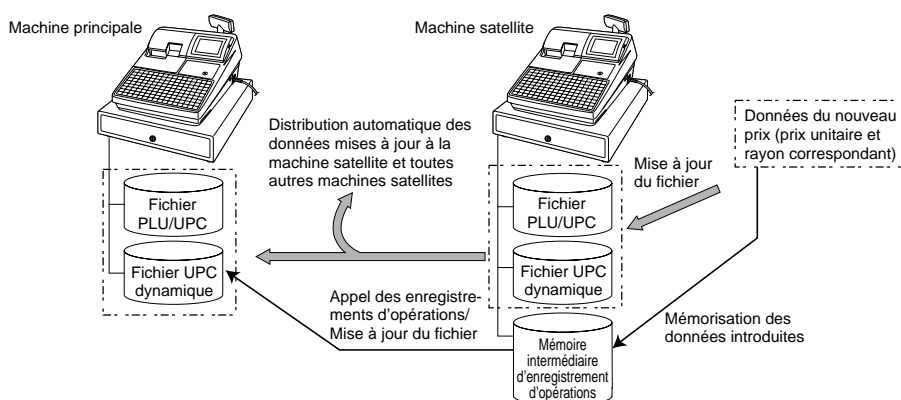 Machine principale
Machine satellite
Distribution automatique des
données mises à jour à la
machine satellite et toutes
autres machines satellites
Données du nouveau
prix (prix unitaire et
rayon correspondant)
Mise à jour
du fichier
Fichier
PLU/UPC
Fichier UPC
dynamique
Fichier
PLU/UPC
Fichier UPC
dynamique
Appel des enregistre-
ments d'opérations/
Mise à jour du fichier
Mémoire
intermédiaire
d'enregistrement
d'opérations
Mémorisation des
données introduites